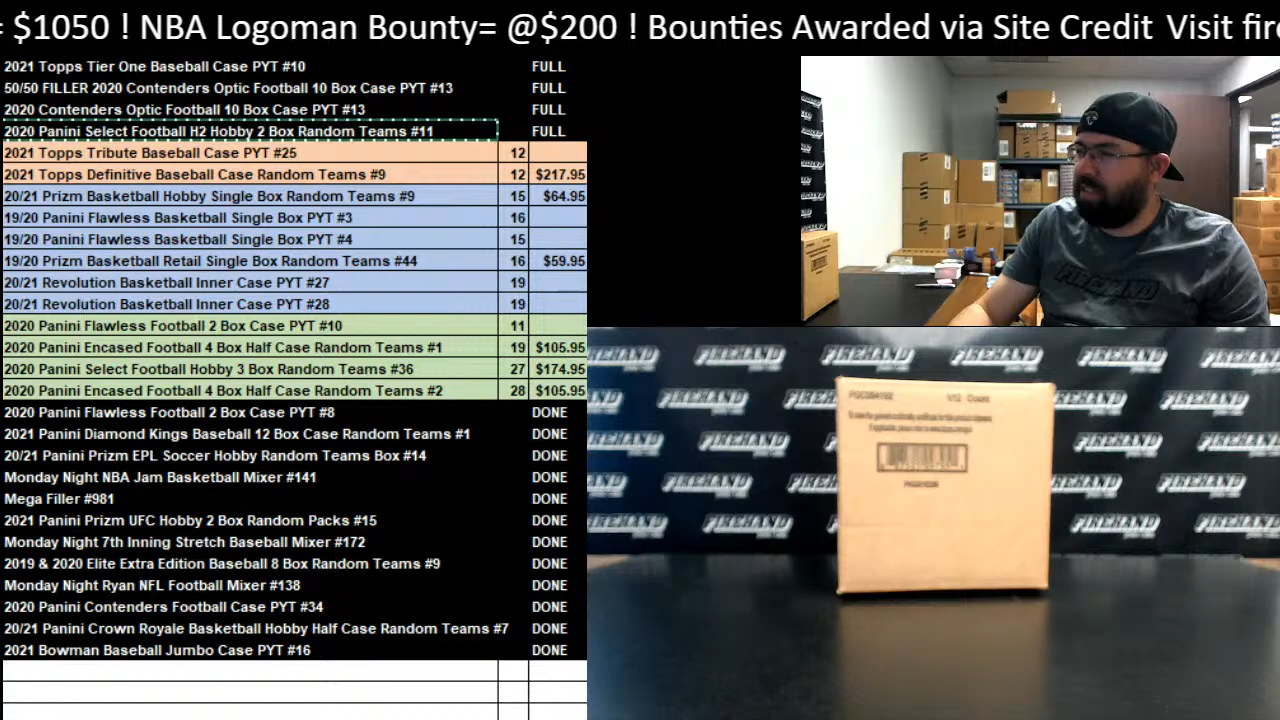 = $1050 ! NBA Logoman Bounty= @$200 ! Bounties Awarded via Site Credit Visit fire
2021 Topps Tier One Baseball Case PYT #10 FULL
50/50 FILLER 2020 Contenders Optic Football 10 Box Case PYT #13 FULL
2020 Contenders Optic Football 10 Box Case PYT #13 FULL
2020 Panini Select Football H2 Hobby 2 Box Random Teams #11 FULL
2021 Topps Tribute Baseball Case PYT #25 12
2021 Topps Definitive Baseball Case Random Teams #9 12 $217.95
20/21 Prizm Basketball Hobby Single Box Random Teams #9 15 $64.95
19/20 Panini Flawless Basketball Single Box PYT #3 16
19/20 Panini Flawless Basketball Single Box PYT #4 15
19/20 Prizm Basketball Retail Single Box Random Teams #44 16 $59.95
20/21 Revolution Basketball Inner Case PYT #27 19
20/21 Revolution Basketball Inner Case PYT #28 19
2020 Panini Flawless Football 2 Box Case PYT #10 11
2020 Panini Encased Football 4 Box Half Case Random Teams #1 19 $105.95
2020 Panini Select Football Hobby 3 Box Random Teams #36 27 $174.95
2020 Panini Encased Football 4 Box Half Case Random Teams #2 28 $105.95
2020 Panini Flawless Football 2 Box Case PYT #8 DONE
2021 Panini Diamond Kings Baseball 12 Box Case Random Teams #1 DONE
20/21 Panini Prizm EPL Soccer Hobby Random Teams Box #14 DONE
Monday Night NBA Jam Basketball Mixer #141 DONE
Mega Filler #981 DONE
2021 Panini Prizm UFC Hobby 2 Box Random Packs #15 DONE
Monday Night 7th Inning Stretch Baseball Mixer #172 DONE
2019 & 2020 Elite Extra Edition Baseball 8 Box Random Teams #9 DONE
Monday Night Ryan NFL Football Mixer #138 DONE
2020 Panini Contenders Football Case PYT #34 DONE
20/21 Panini Crown Royale Basketball Hobby Half Case Random Teams #7 DONE
2021 Bowman Baseball Jumbo Case PYT #16 DONE
FIREHAND
FIREHAND FIREHAND FIREHAND FIREHAND FIREHAND
1/12 Count